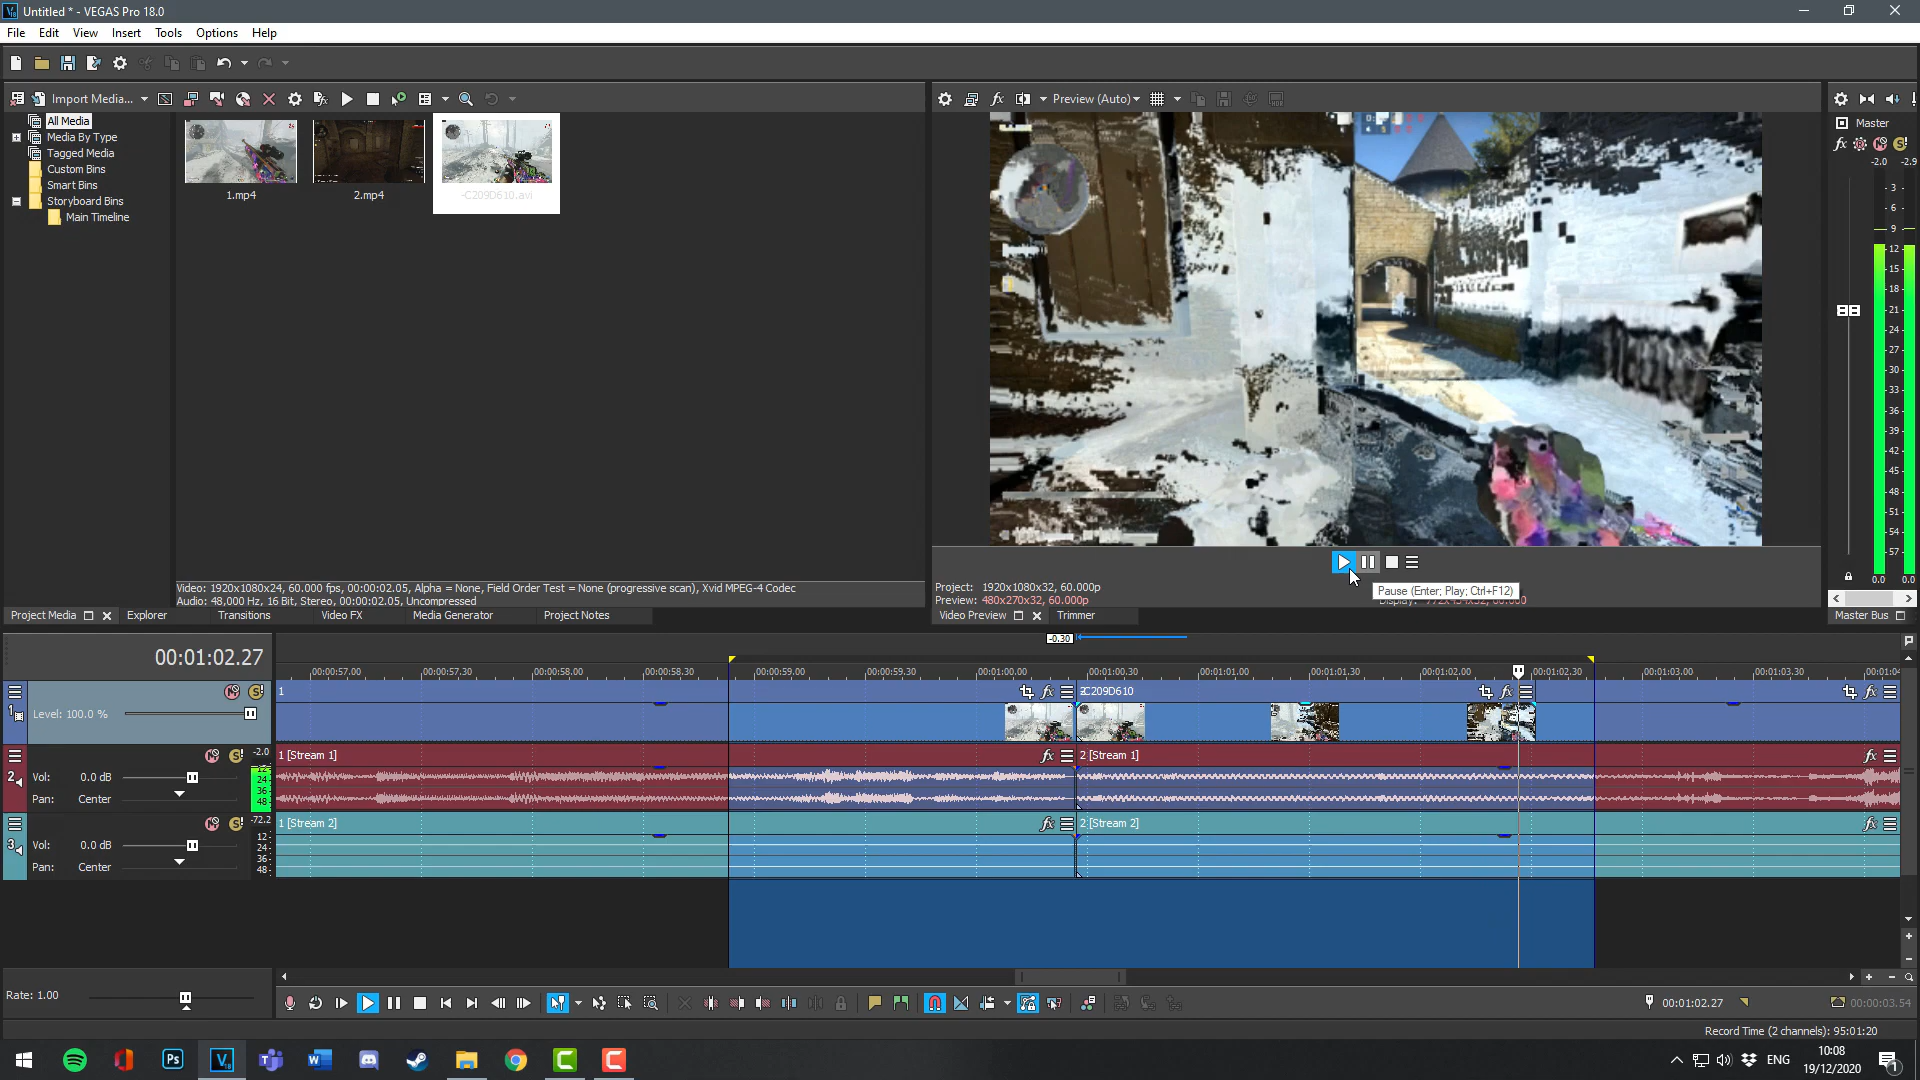 Untitled * - VEGAS Pro 18.0
File Edit View Insert Tools Options Help
Import Media...
Preview (Auto)
All Media
Media By Type
Tagged Media
Custom Bins
Smart Bins
Storyboard Bins
Main Timeline
1.mp4
2.mp4
-C209D610.avi
Master
-2.0 -2.9
3
6
9
12
15
18
21
24
27
30
33
36
39
42
45
48
51
54
57
0.0 0.0
Video: 1920x1080x24, 60.000 fps, 00:00:02.05, Alpha = None, Field Order Test = None (progressive scan), Xvid MPEG-4 Codec
Audio: 48,000 Hz, 16 Bit, Stereo, 00:00:02.05, Uncompressed
Project: 1920x1080x32, 60.000p
Preview: 480x270x32, 60.000p
Pause (Enter; Play; Ctrl+F12)
Project Media Explorer Transitions Video FX Media Generator Project Notes
Video Preview Trimmer
Master Bus
-0.30
00:01:02.27
00:00:57.00 00:00:57.30 00:00:58.00 00:00:58.30 00:00:59.00 00:00:59.30 00:01:00.00 00:01:00.30 00:01:01.00 00:01:01.30 00:01:02.00 00:01:02.30 00:01:03.00 00:01:03.30
1
Level: 100.0 %
1
C209D610
2
Vol: 0.0 dB
Pan: Center
-2.0
12
24
36
48
1 [Stream 1]
2 [Stream 1]
3
Vol: 0.0 dB
Pan: Center
-72.2
12
24
36
48
1 [Stream 2]
2 [Stream 2]
Rate: 1.00
00:01:02.27
00:00:03.54
Record Time (2 channels): 95:01:20
ENG
10:08
19/12/2020